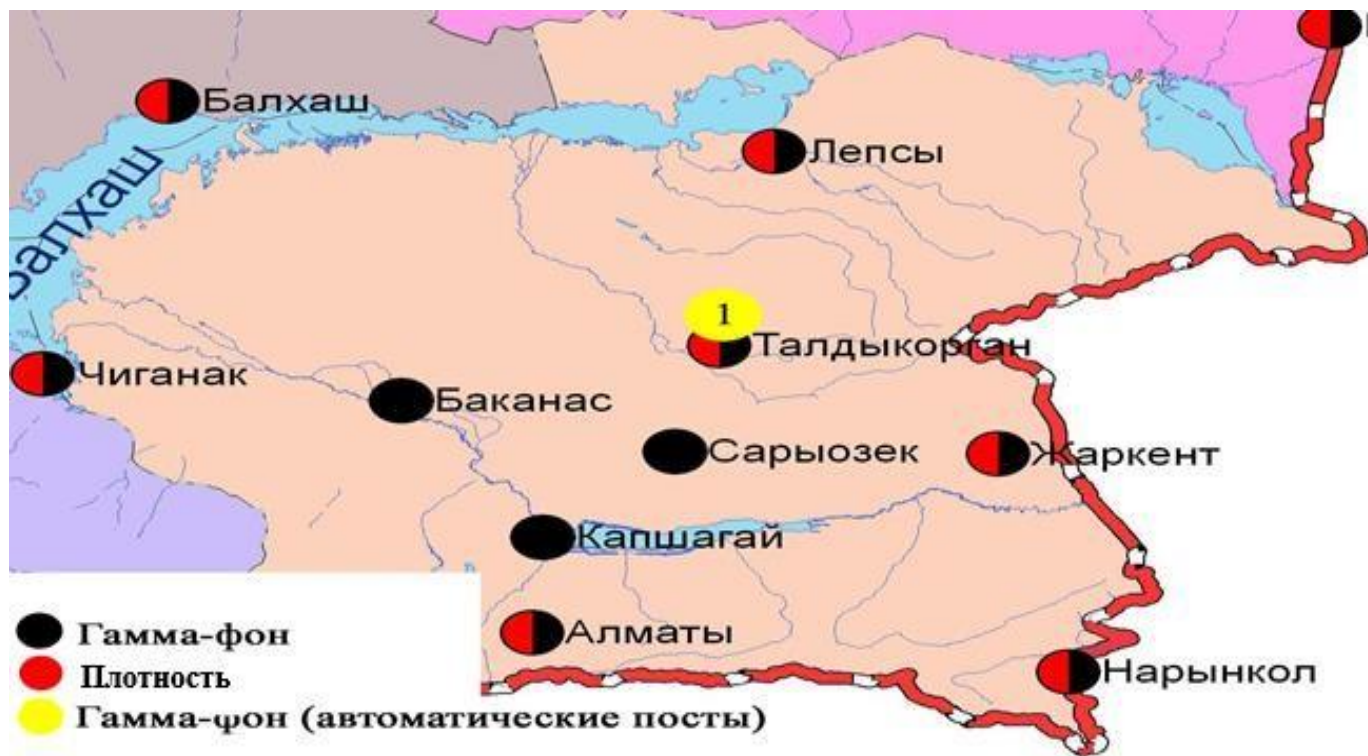 Балхаш
Лепсы
Балхаш
1
Талдыкорган
Чиганак
Баканас
Сарыозек
Жаркент
Капшагай
Алматы
Нарынкол
Гамма-фон
Плотность
Гамма-фон (автоматические посты)